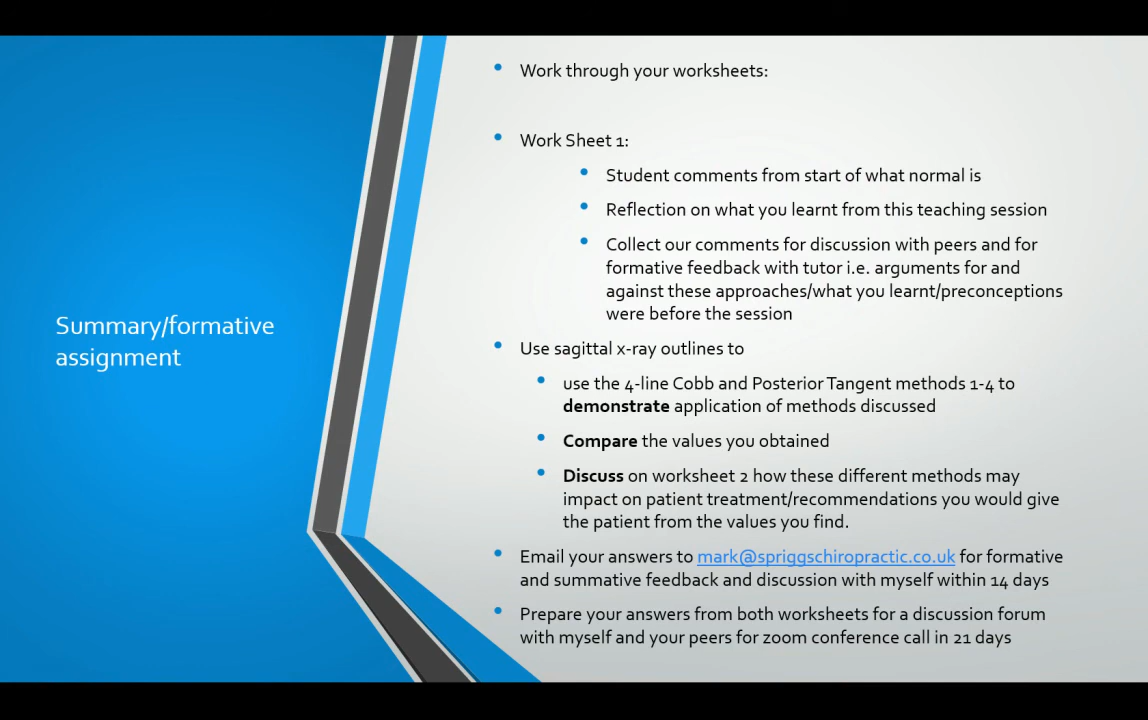 Summary/formative
assignment
Work through your worksheets:
Work Sheet 1:
Student comments from start of what normal is
Reflection on what you learnt from this teaching session
Collect our comments for discussion with peers and for
formative feedback with tutor i.e. arguments for and
against these approaches/what you learnt/preconceptions
were before the session
Use sagittal x-ray outlines to
use the 4-line Cobb and Posterior Tangent methods 1-4 to
demonstrate application of methods discussed
Compare the values you obtained
Discuss on worksheet 2 how these different methods may
impact on patient treatment/recommendations you would give
the patient from the values you find.
Email your answers to mark@spriggschiropractic.co.uk for formative
and summative feedback and discussion with myself within 14 days
Prepare your answers from both worksheets for a discussion forum
with myself and your peers for zoom conference call in 21 days